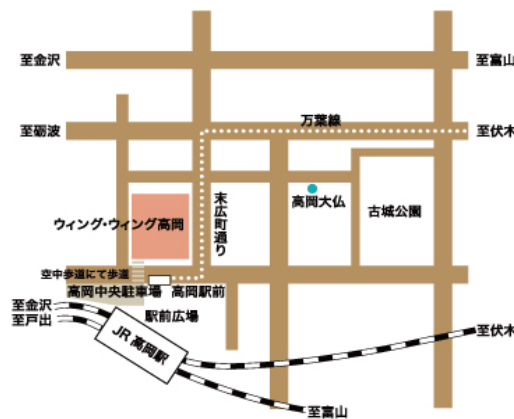 至金沢
至富山
万葉線
至砺波
至伏木
末広町通り
高岡大仏
古城公園
ウィング・ウィング高岡
空中歩道にて歩道
高岡中央駐車場
高岡駅前
至金沢
至戸出
駅前広場
JR 高岡駅
至伏木
至富山